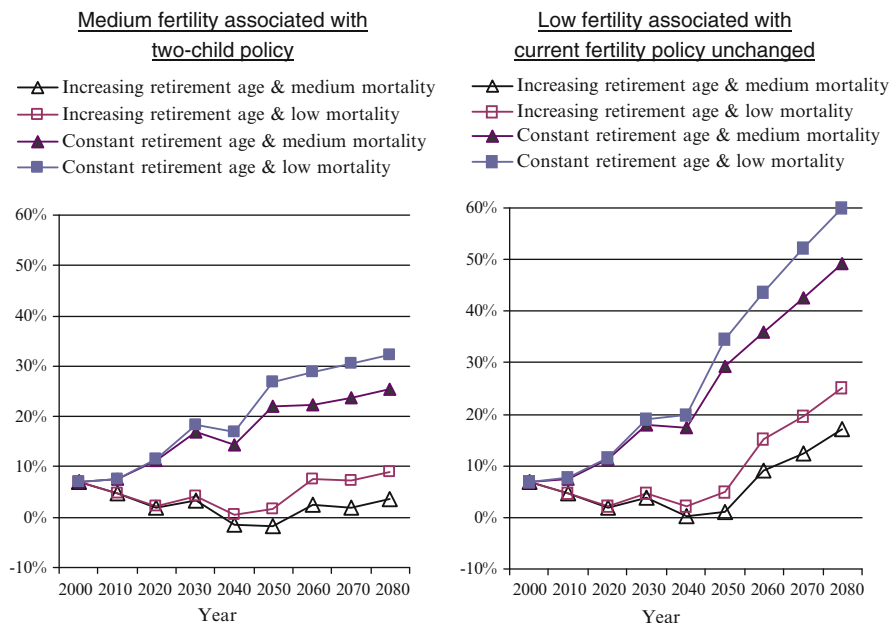 Medium fertility associated with
two-child policy
Increasing retirement age & medium mortality
Increasing retirement age & low mortality
Constant retirement age & medium mortality
Constant retirement age & low mortality
60%
50%
40%
30%
20%
10%
0%
-10%
2000 2010 2020 2030 2040 2050 2060 2070 2080
Year
Low fertility associated with
current fertility policy unchanged
Increasing retirement age & medium mortality
Increasing retirement age & low mortality
Constant retirement age & medium mortality
Constant retirement age & low mortality
60%
50%
40%
30%
20%
10%
0%
-10%
2000 2010 2020 2030 2040 2050 2060 2070 2080
Year